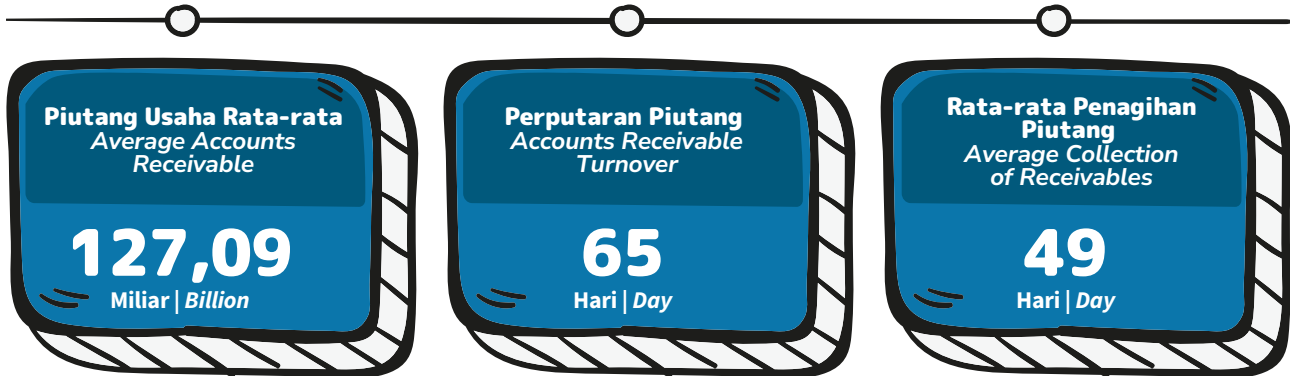 Piutang Usaha Rata-rata
Average Accounts
Receivable
127,09
Miliar | Billion
Perputaran Piutang
Accounts Receivable
Turnover
65
Hari | Day
Rata-rata Penagihan
Piutang
Average Collection
of Receivables
49
Hari | Day